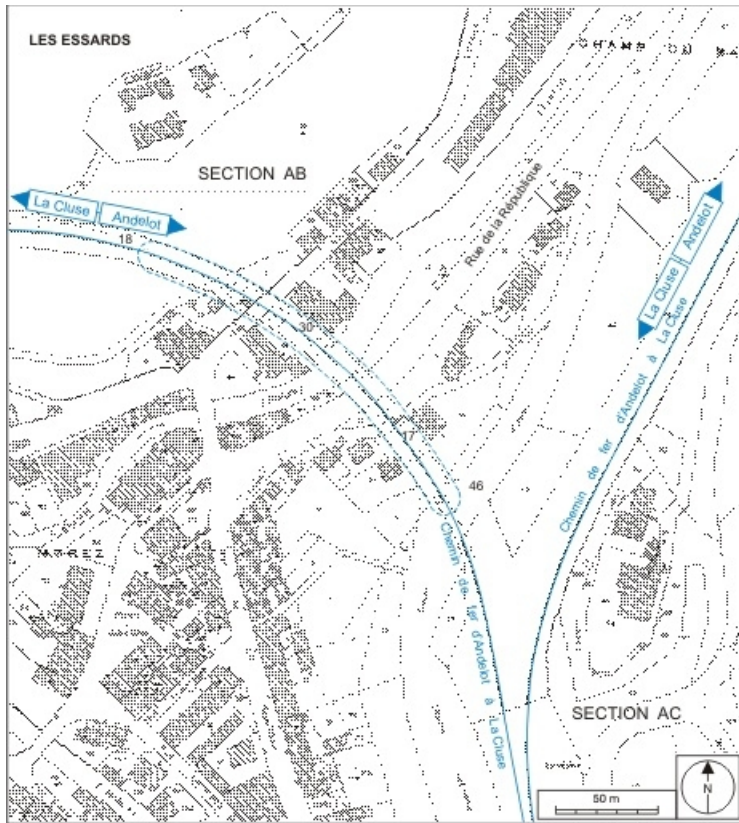 LES ESSARDS
SECTION AB
La Cluse
Andelot
18
Rue de la République
Andelot
La Cluse
30
17
46
Chemin de fer d'Andelot à La Cluse
Chemin de fer d'Andelot à La Cluse
MOREZ
SECTION AC
50 m
N